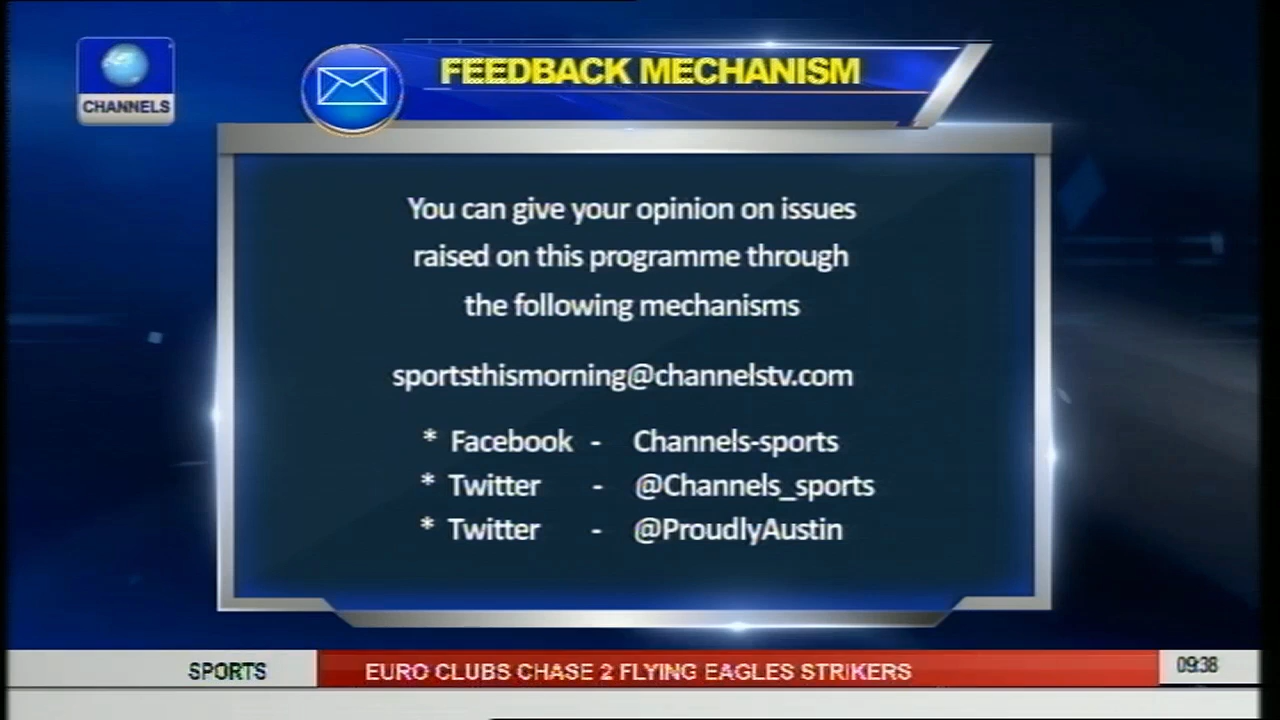 CHANNELS
FEEDBACK MECHANISM
You can give your opinion on issues
raised on this programme through
the following mechanisms
sportsthismorning@channelstv.com
* Facebook - Channels-sports
* Twitter - @Channels_sports
* Twitter - @ProudlyAustin
SPORTS EURO CLUBS CHASE 2 FLYING EAGLES STRIKERS 09:38